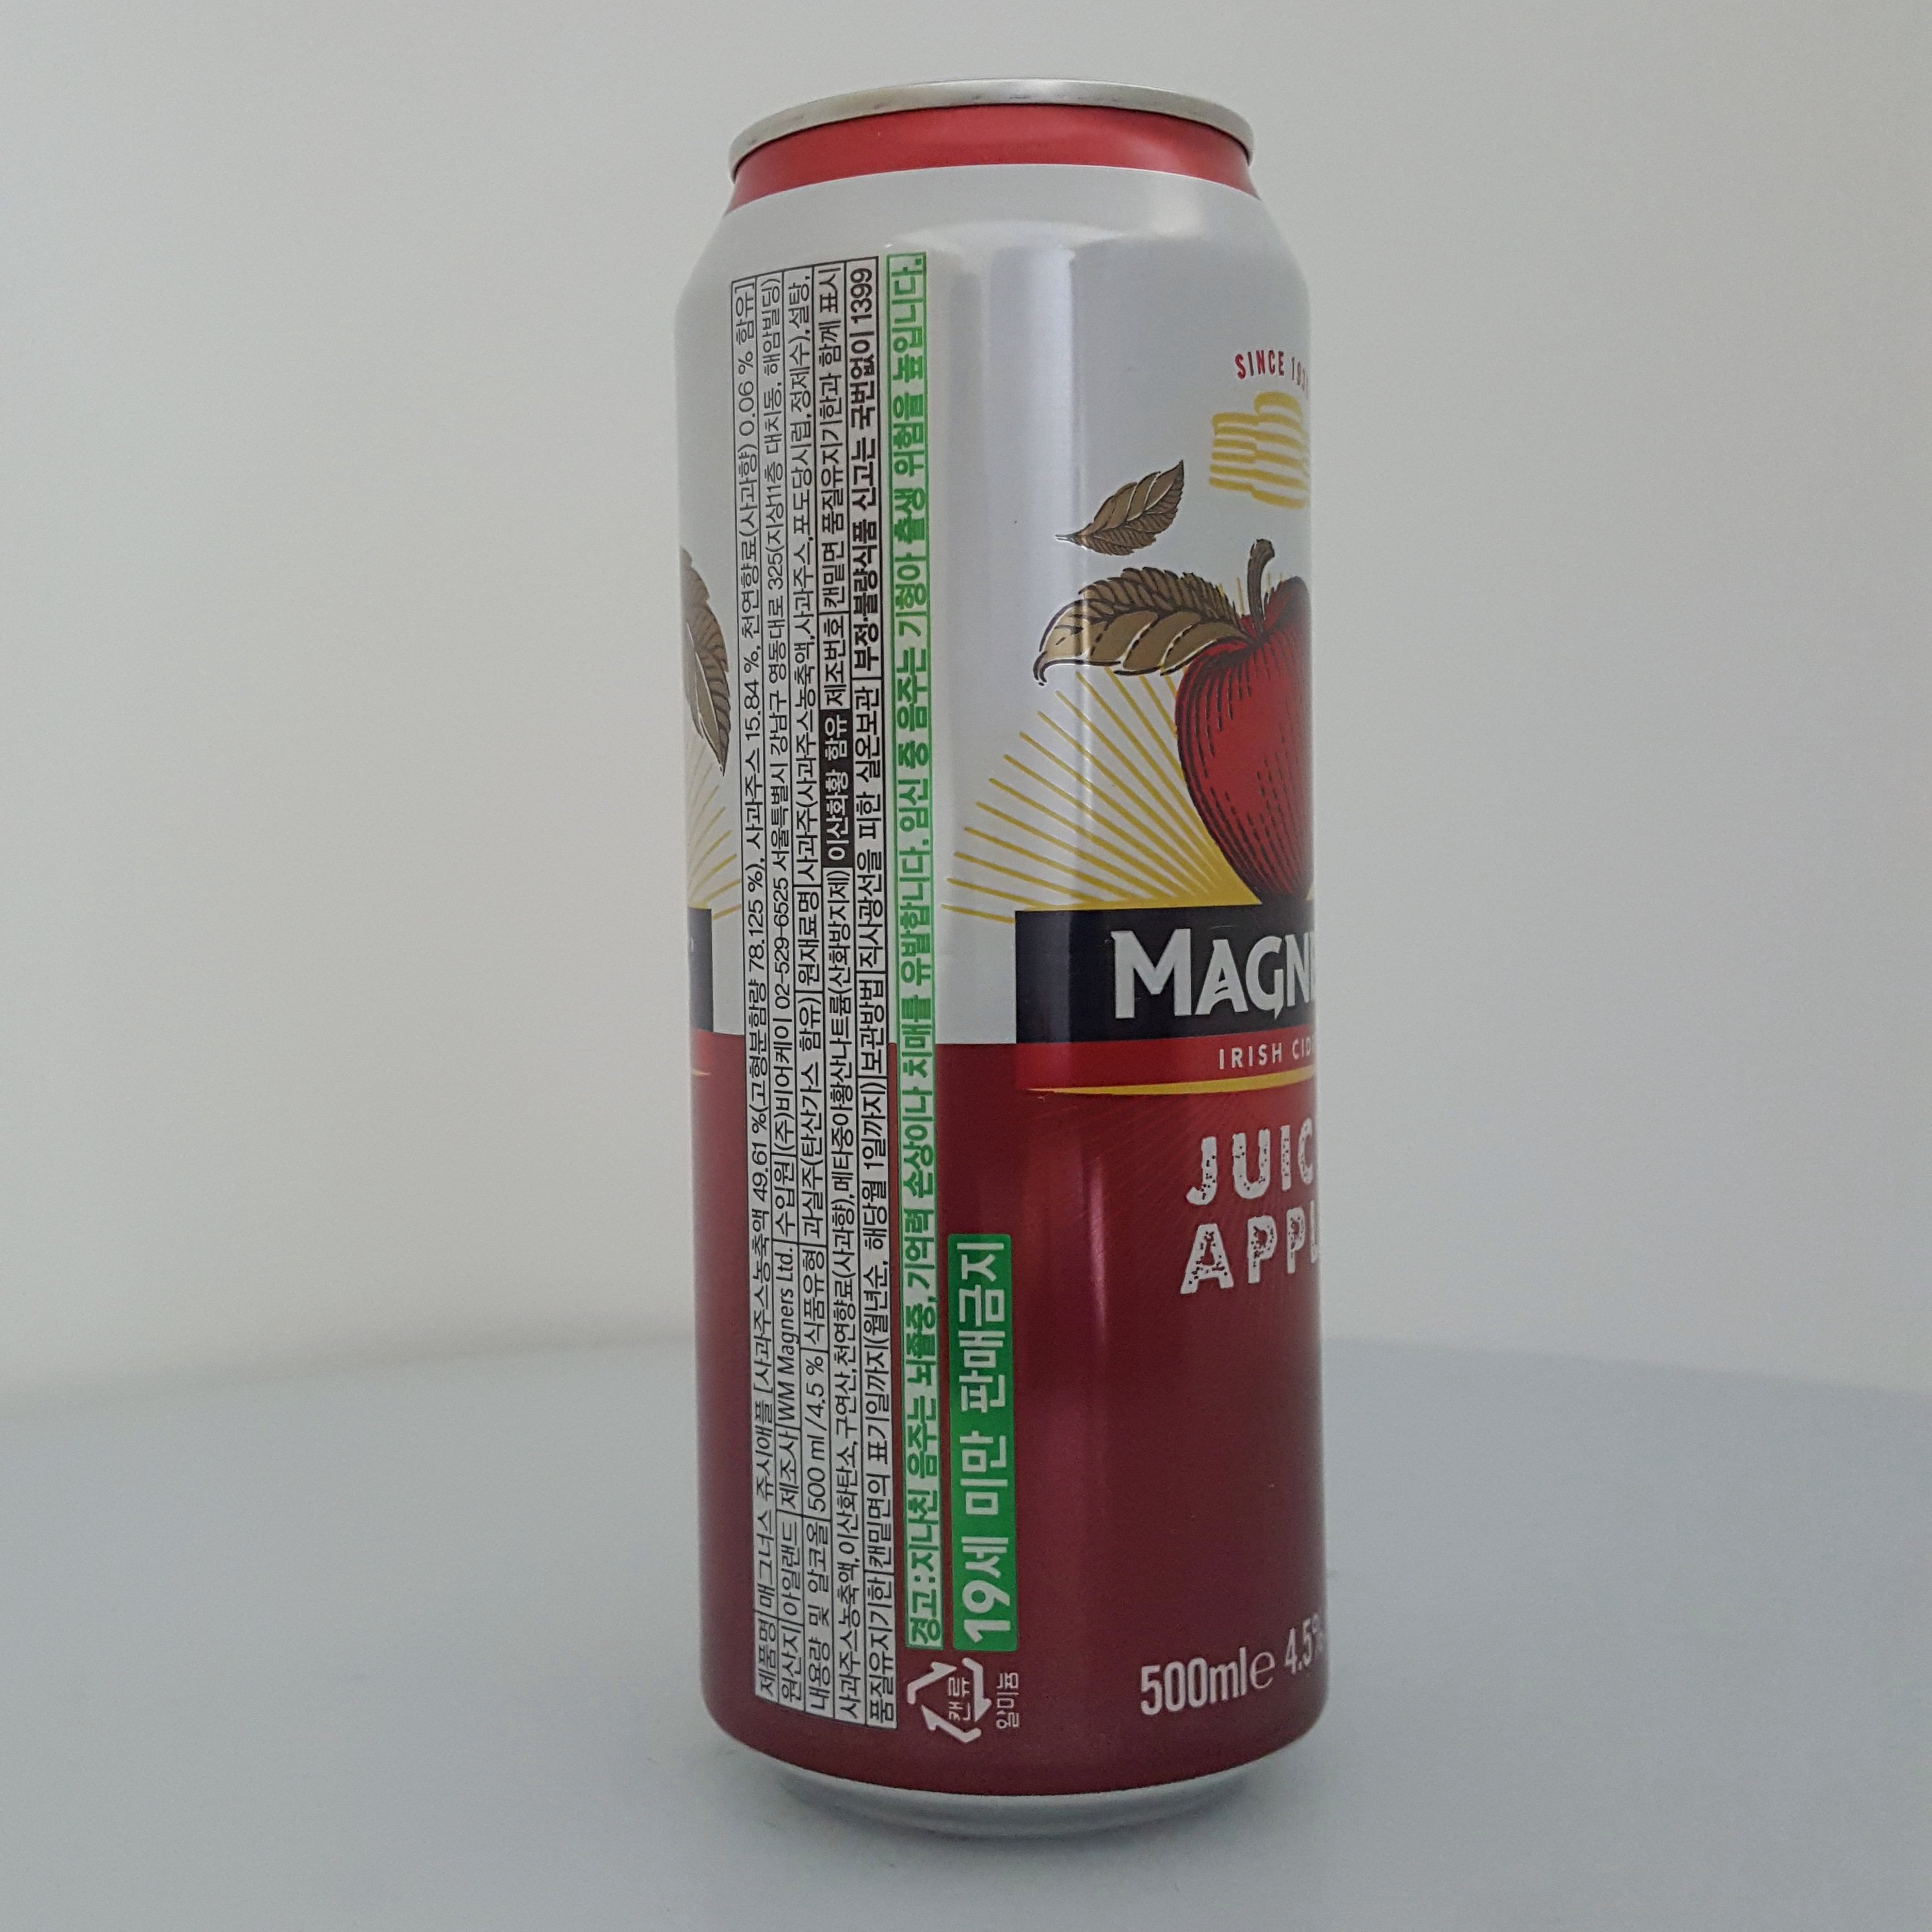 제품명 매그너스 쥬시애플 [사과주스농축액 49.61 %(고형분함량 78.125 %), 사과주스 15.84 %, 천연향료(사과향) 0.06 % 함유]
원산지 아일랜드 제조사 WM Magners Ltd. 수입원 (주)비어케이 02-529-6525 서울특별시 강남구 영동대로 325(지상11층 대치동, 해암빌딩)
내용량 및 알코올 500 ml / 4.5 % 식품유형 과실주(탄산가스 함유) 원재료명 사과주(사과주스농축액,사과주스,포도당시럽,정제수),설탕,
사과주스농축액,이산화탄소,구연산,천연향료(사과향),메타중아황산나트륨(산화방지제) 이산화황 함유 제조번호 캔밑면 품질유지기한과 함께 표시
품질유지기한 캔밑면의 표기일까지(월년순, 해당월 1일까지) 보관방법 직사광선을 피한 실온보관 부정·불량식품 신고는 국번없이 1399
경고:지나친 음주는 뇌졸중, 기억력 손상이나 치매를 유발합니다. 임신 중 음주는 기형아 출생 위험을 높입니다.
19세 미만 판매금지
캔류
알미늄
SINCE
MAGN
IRISH CID
JUIC
APPL
500ml℮ 4.5%